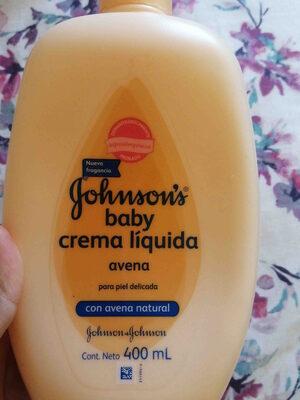 hipoalergénico
Nueva
fragancia
Johnson's®
baby
crema líquida
avena
para piel delicada
con avena natural
Johnson & Johnson
Cont. Neto 400 mL